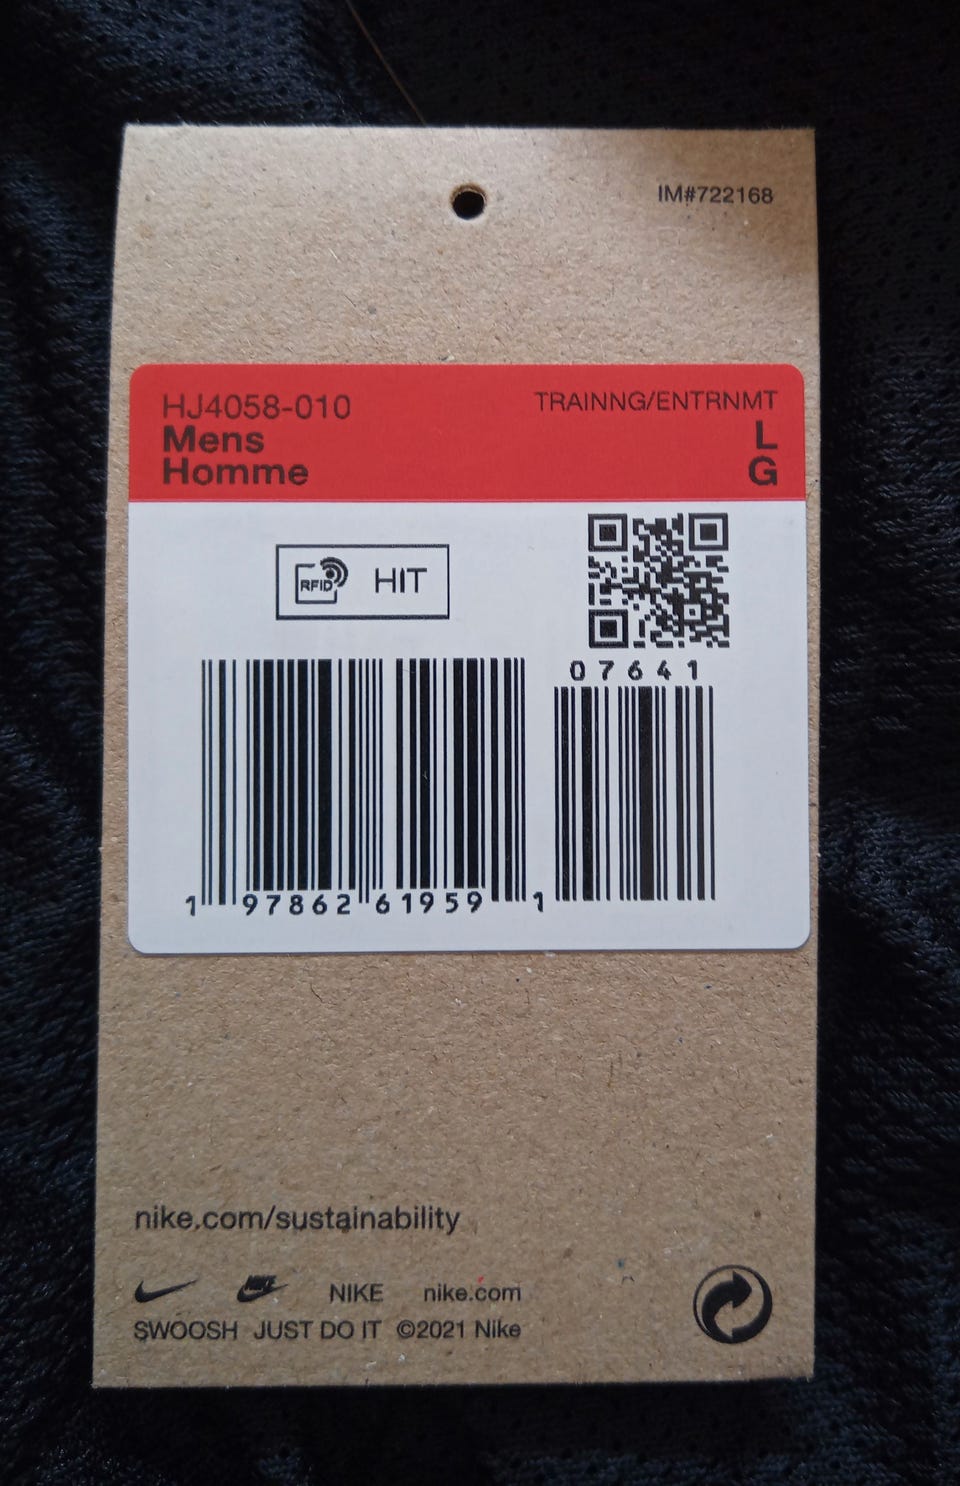 IM#722168
HJ4058-010
TRAINNG/ENTRNMT
Mens
L
Homme
G
RFID HIT
07641
1 97862 61959 1
nike.com/sustainability
NIKE nike.com
SWOOSH JUST DO IT ©2021 Nike